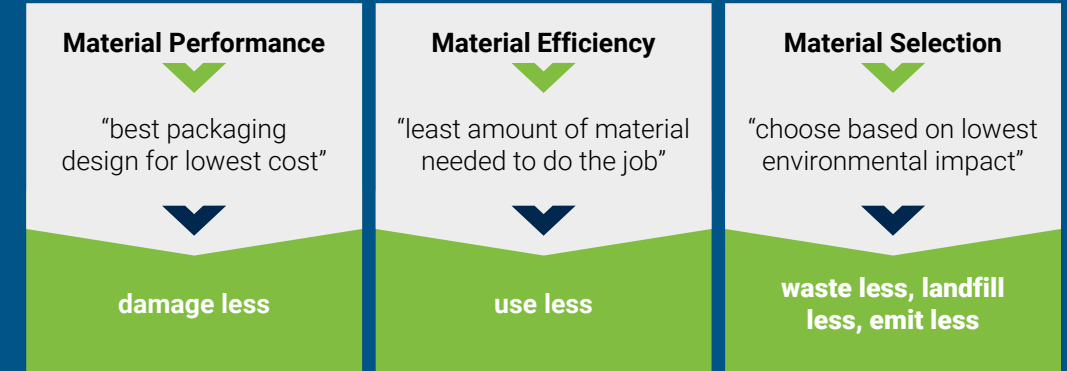 Material Performance
“best packaging
design for lowest cost”
damage less
Material Efficiency
“least amount of material
needed to do the job”
use less
Material Selection
“choose based on lowest
environmental impact”
waste less, landfill
less, emit less